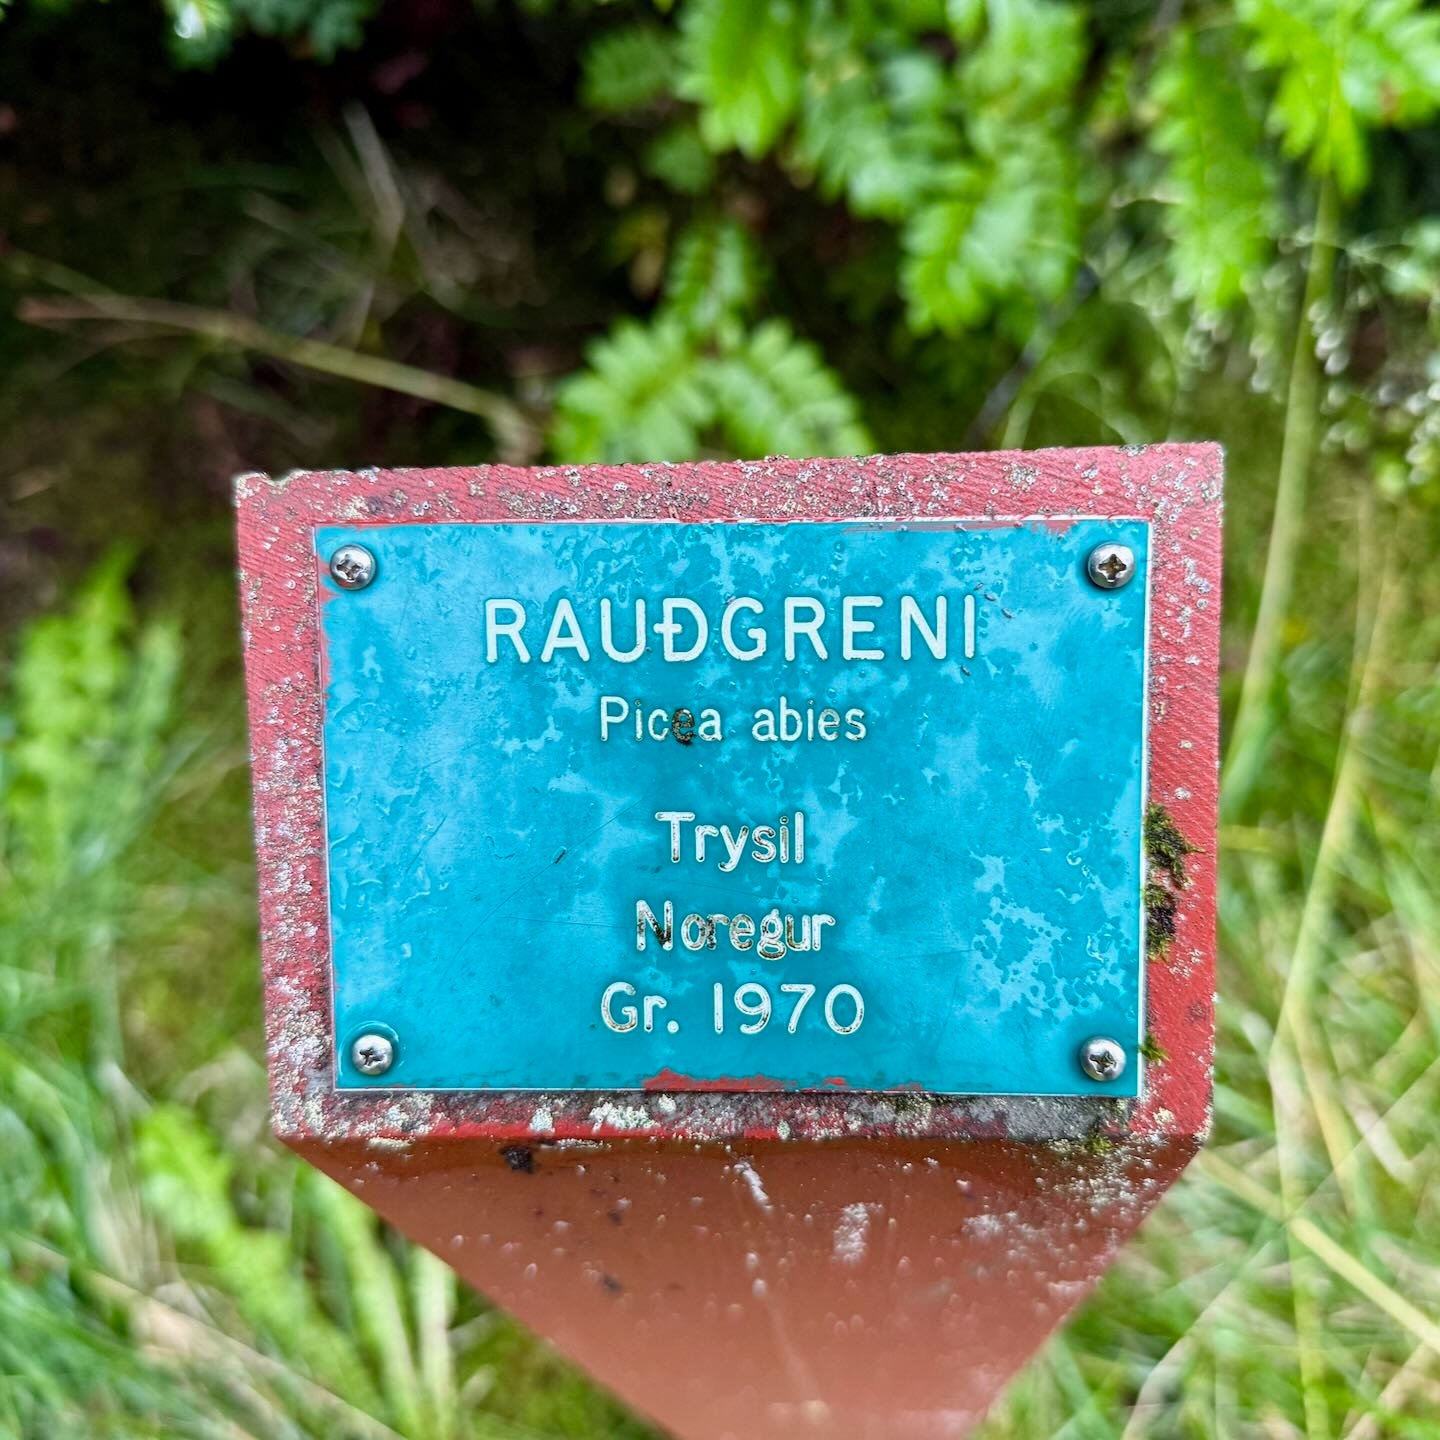 RAUÐGRENI
Picea abies
Trysil
Noregur
Gr. 1970